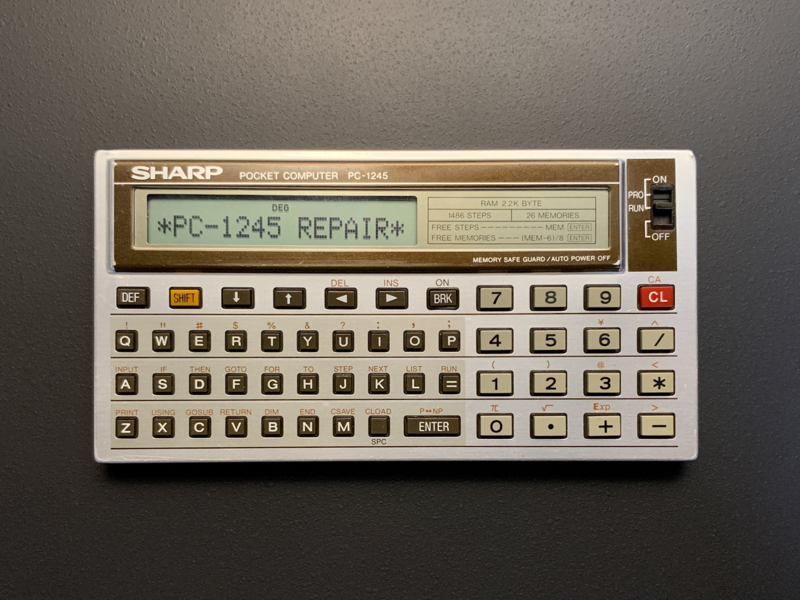 SHARP POCKET COMPUTER PC-1245
ON
PRO
RUN
OFF
DEG
*PC-1245 REPAIR*
RAM 2.2K BYTE
1486 STEPS 26 MEMORIES
FREE STEPS--------MEM ENTER
FREE MEMORIES---(MEM-6)/8 ENTER
MEMORY SAFE GUARD/AUTO POWER OFF
DEL INS ON CA
DEF SHIFT ↓ ↑ ◀ ▶ BRK 7 8 9 CL
! " # $ % & ? : , ; ¥ ^
Q W E R T Y U I O P 4 5 6 /
INPUT IF THEN GOTO FOR TO STEP NEXT LIST RUN ( ) @ <
A S D F G H J K L = 1 2 3 *
PRINT USING GOSUB RETURN DIM END CSAVE CLOAD P↔NP π √ Exp >
Z X C V B N M ENTER 0 • + −
SPC